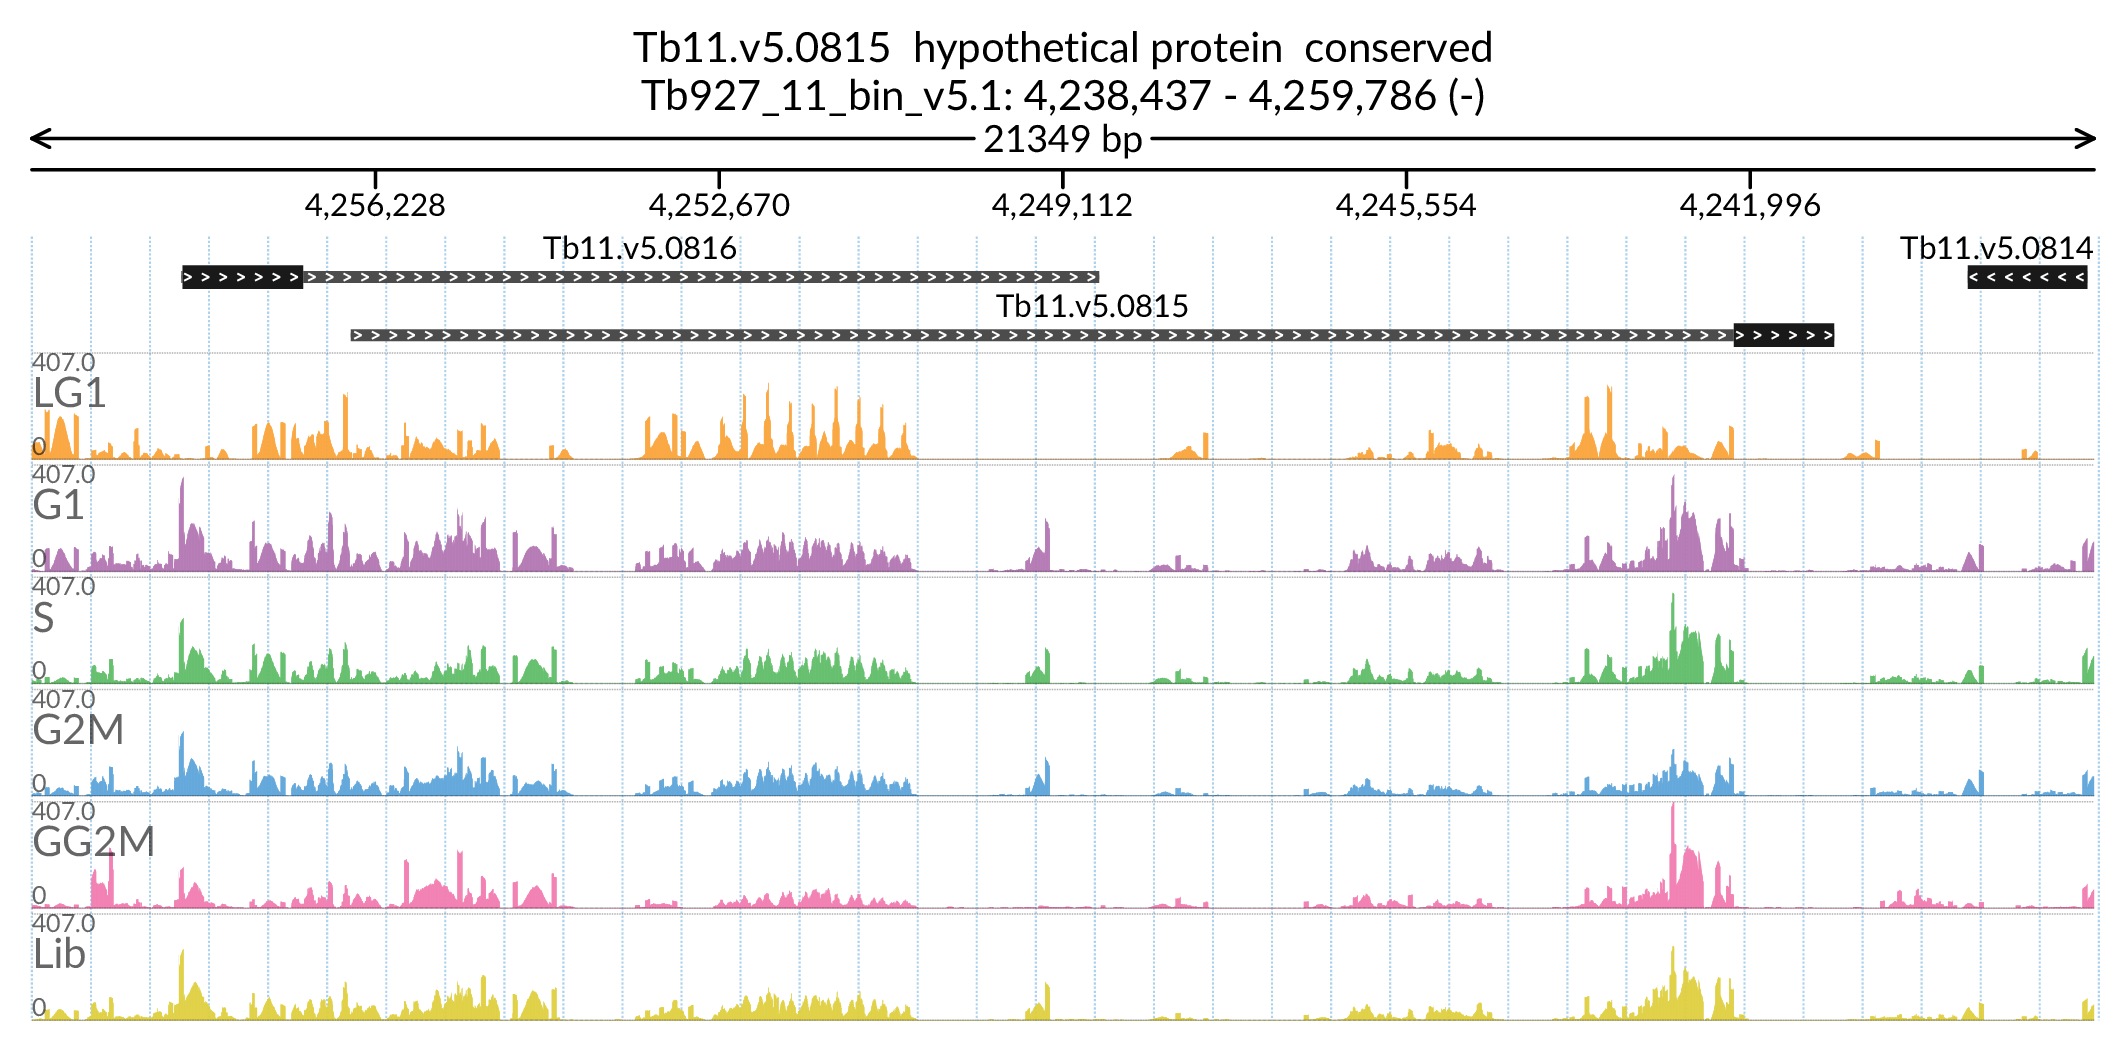 Tb11.v5.0815  hypothetical protein  conserved
Tb927_11_bin_v5.1: 4,238,437 - 4,259,786 (-)
21349 bp
4,256,228 4,252,670 4,249,112 4,245,554 4,241,996
Tb11.v5.0816 Tb11.v5.0814
Tb11.v5.0815
407.0
LG1
0
407.0
G1
0
407.0
S
0
407.0
G2M
0
407.0
GG2M
0
407.0
Lib
0